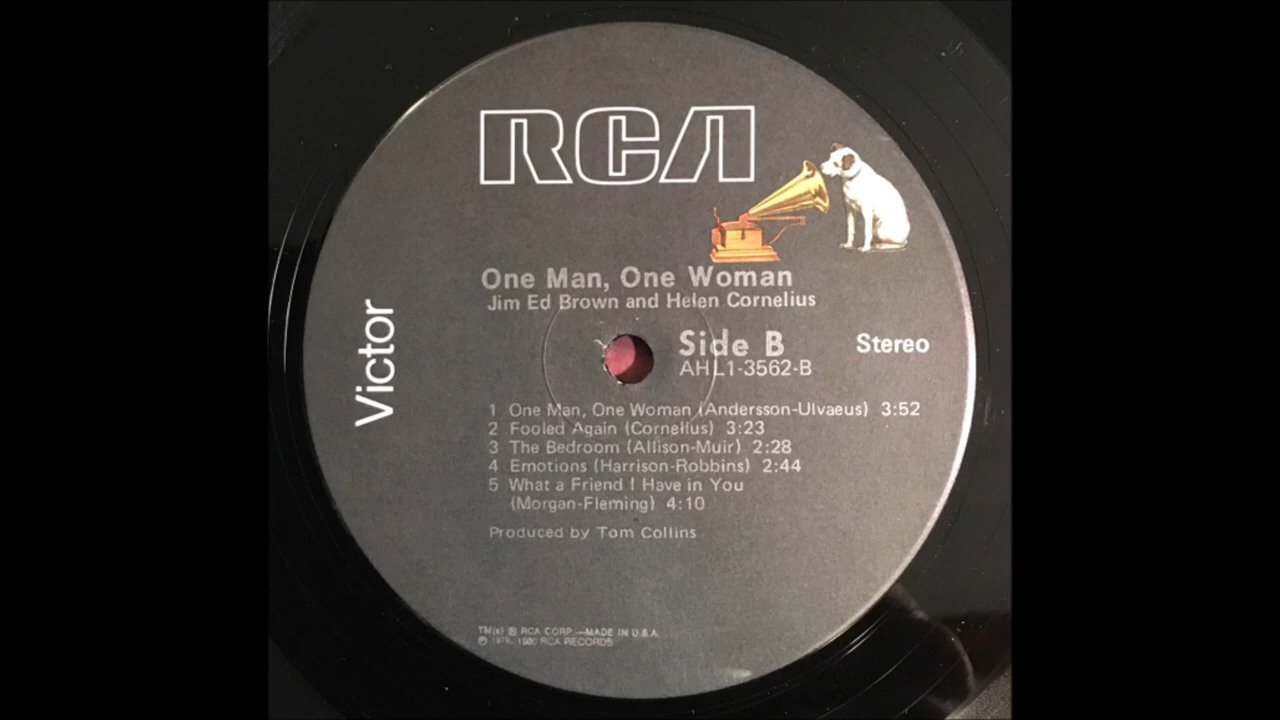 RCA
One Man, One Woman
Jim Ed Brown and Helen Cornelius
Victor
Side B
Stereo
AHL1-3562-B
1 One Man, One Woman (Andersson-Ulvaeus) 3:52
2 Fooled Again (Cornelius) 3:23
3 The Bedroom (Allison-Muir) 2:28
4 Emotions (Harrison-Robbins) 2:44
5 What a Friend I Have in You
(Morgan-Fleming) 4:10
Produced by Tom Collins
TM(s) ® RCA CORP.—MADE IN U.S.A.
℗ 1979, 1980 RCA RECORDS